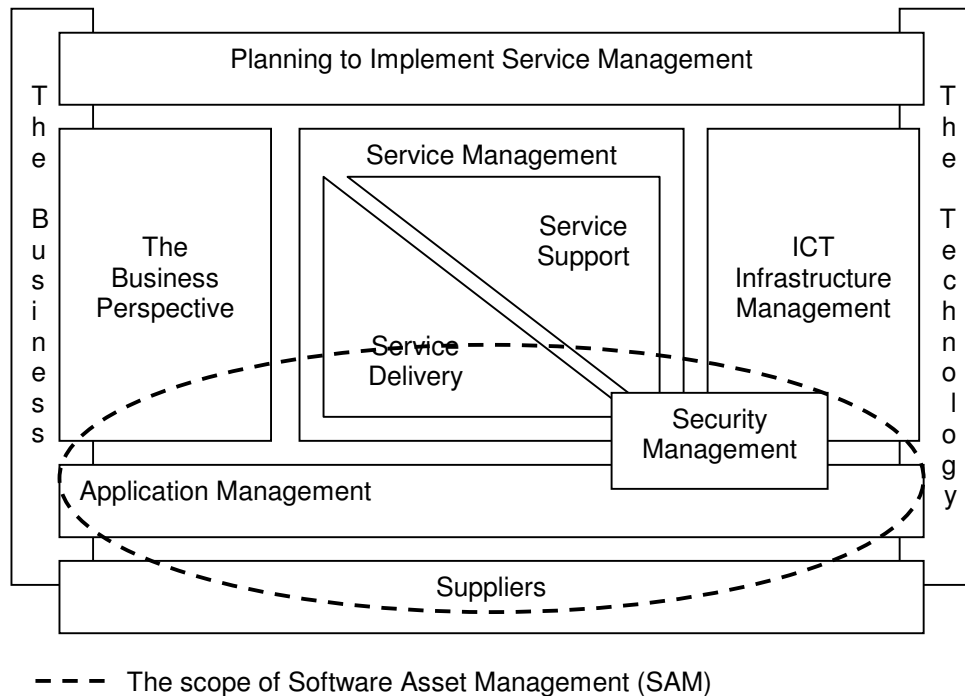 Planning to Implement Service Management
The Business
The Technology
Service Management
The
Business
Perspective
Service
Support
ICT
Infrastructure
Management
Service
Delivery
Security
Management
Application Management
Suppliers
The scope of Software Asset Management (SAM)